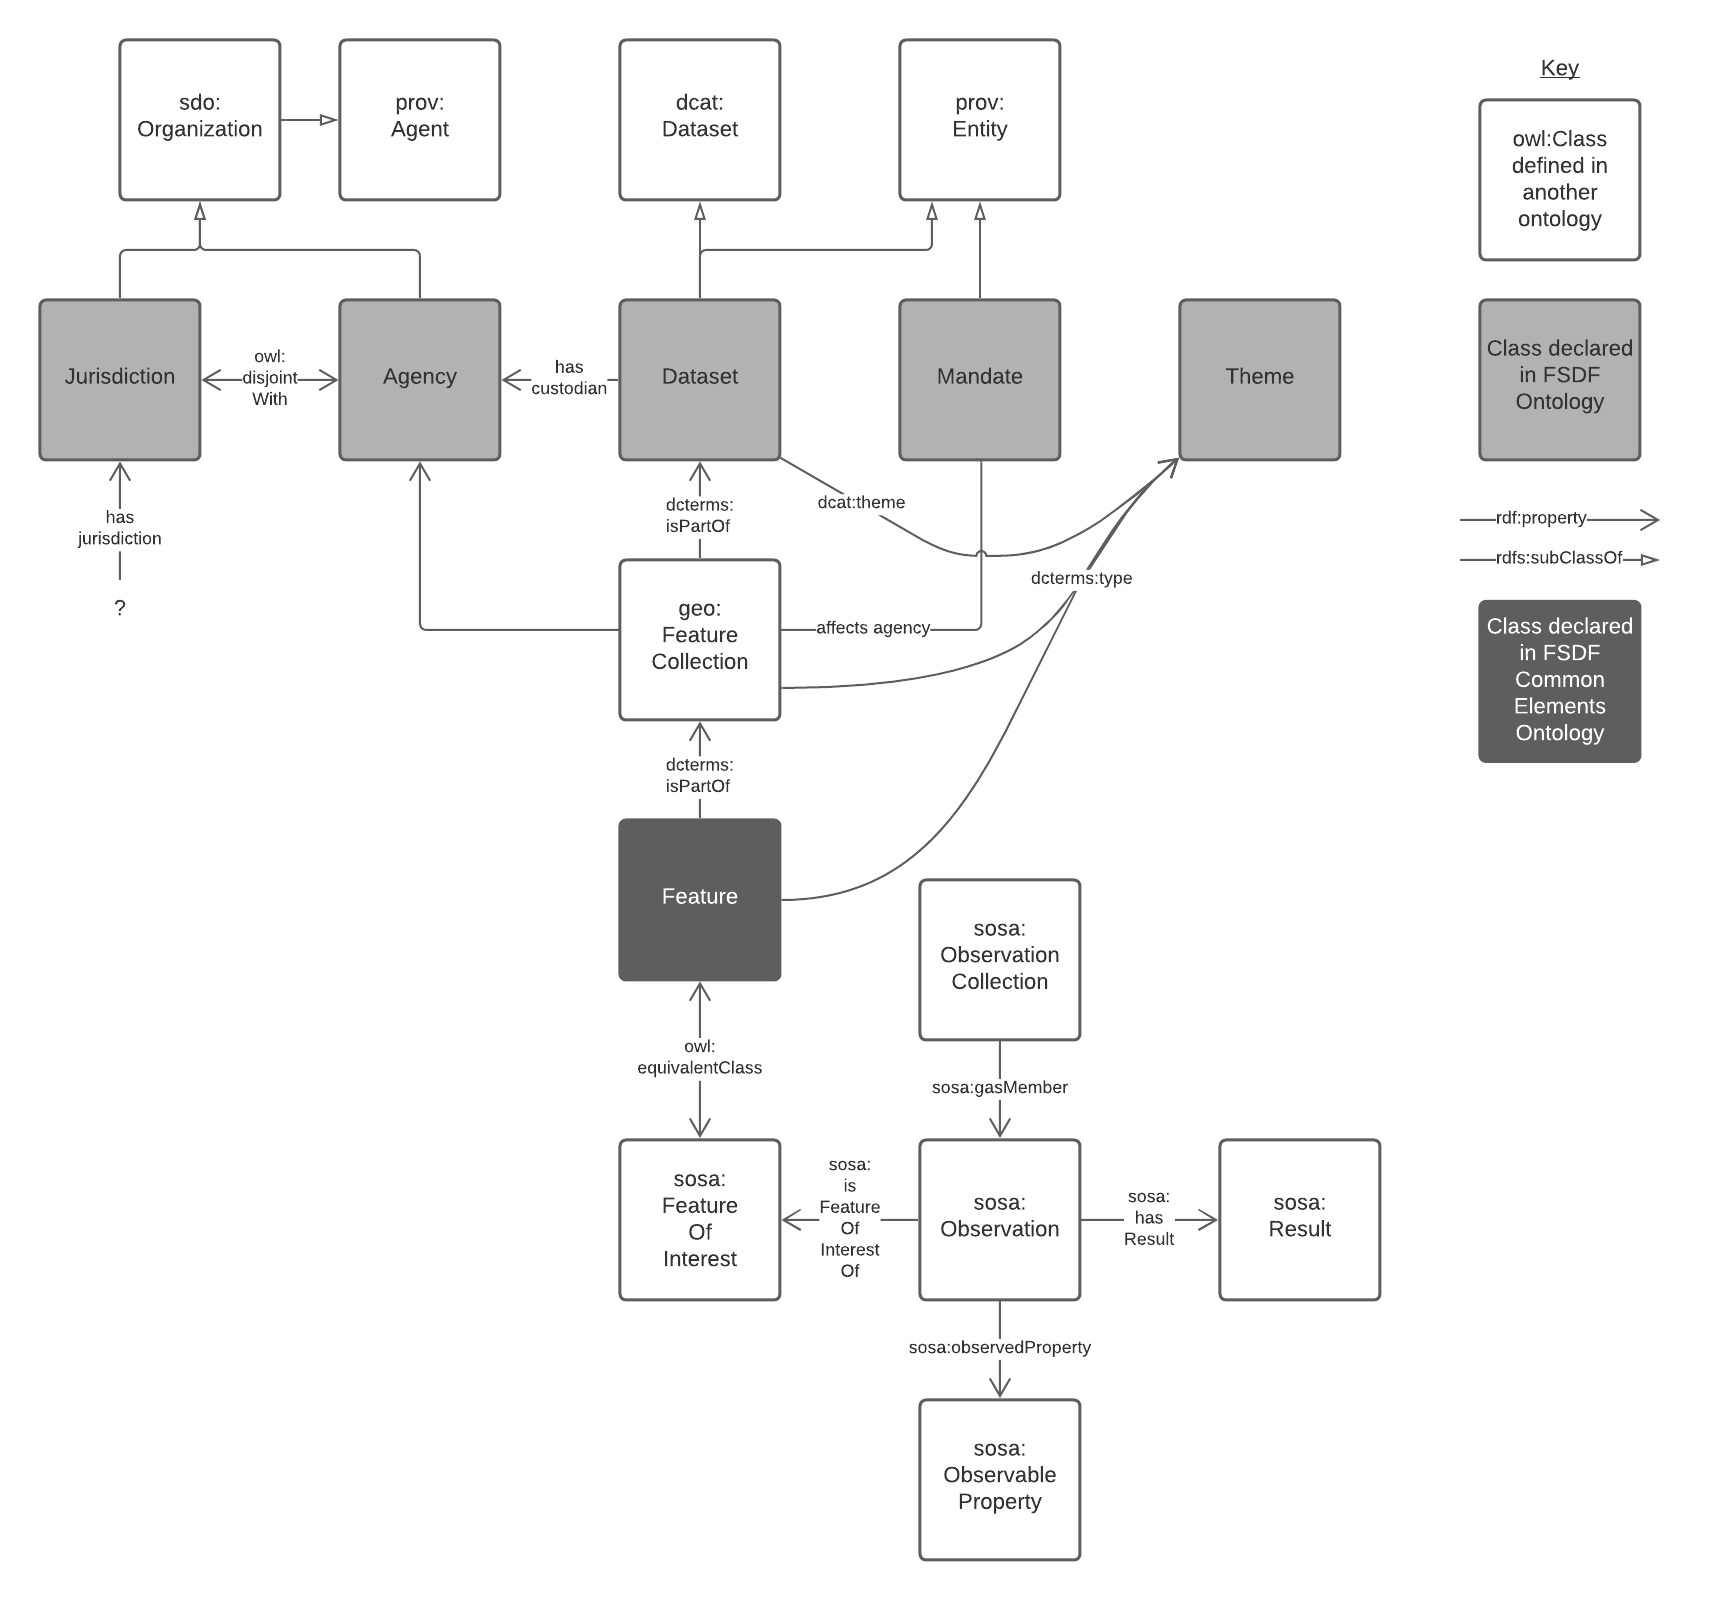 sdo:
Organization
prov:
Agent
dcat:
Dataset
prov:
Entity
Key
owl:Class
defined in
another
ontology
Jurisdiction
owl:
disjoint
With
Agency
has
custodian
Dataset
Mandate
Theme
Class declared
in FSDF
Ontology
has
jurisdiction
?
dcterms:
isPartOf
dcat:theme
rdf:property
rdfs:subClassOf
dcterms:type
geo:
Feature
Collection
affects agency
Class declared
in FSDF
Common
Elements
Ontology
dcterms:
isPartOf
Feature
sosa:
Observation
Collection
owl:
equivalentClass
sosa:gasMember
sosa:
Feature
Of
Interest
sosa:
is
Feature
Of
Interest
Of
sosa:
Observation
sosa:
has
Result
sosa:
Result
sosa:observedProperty
sosa:
Observable
Property